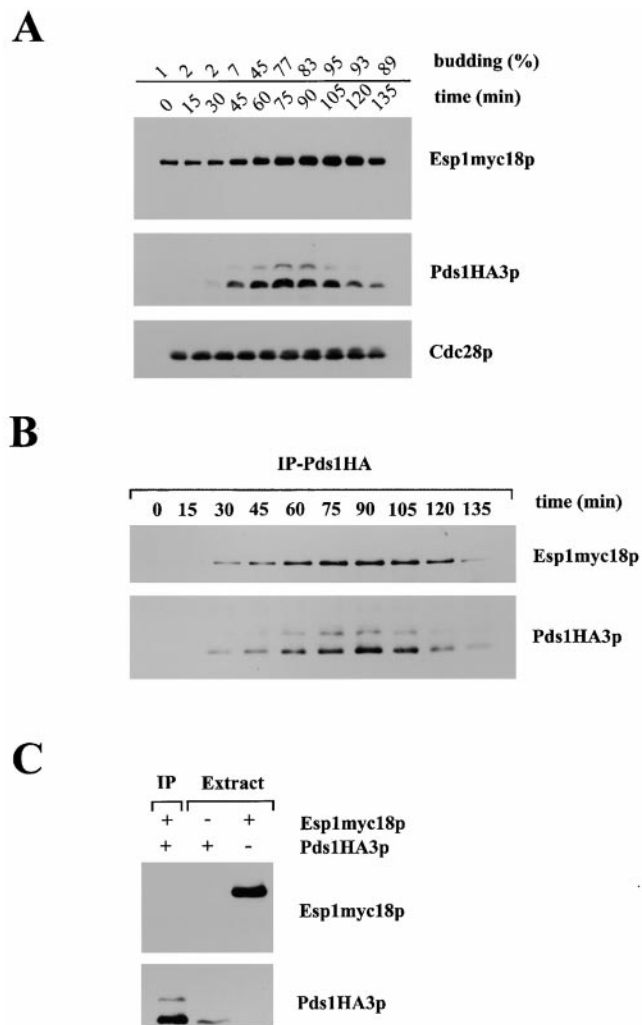 A
1 2 2 7 45 77 83 95 93 89 budding (%)
0 15 30 45 60 75 90 105 120 135 time (min)
Esp1myc18p
Pds1HA3p
Cdc28p
B
IP-Pds1HA
0 15 30 45 60 75 90 105 120 135 time (min)
Esp1myc18p
Pds1HA3p
C
IP Extract
+ - + Esp1myc18p
+ + - Pds1HA3p
Esp1myc18p
Pds1HA3p